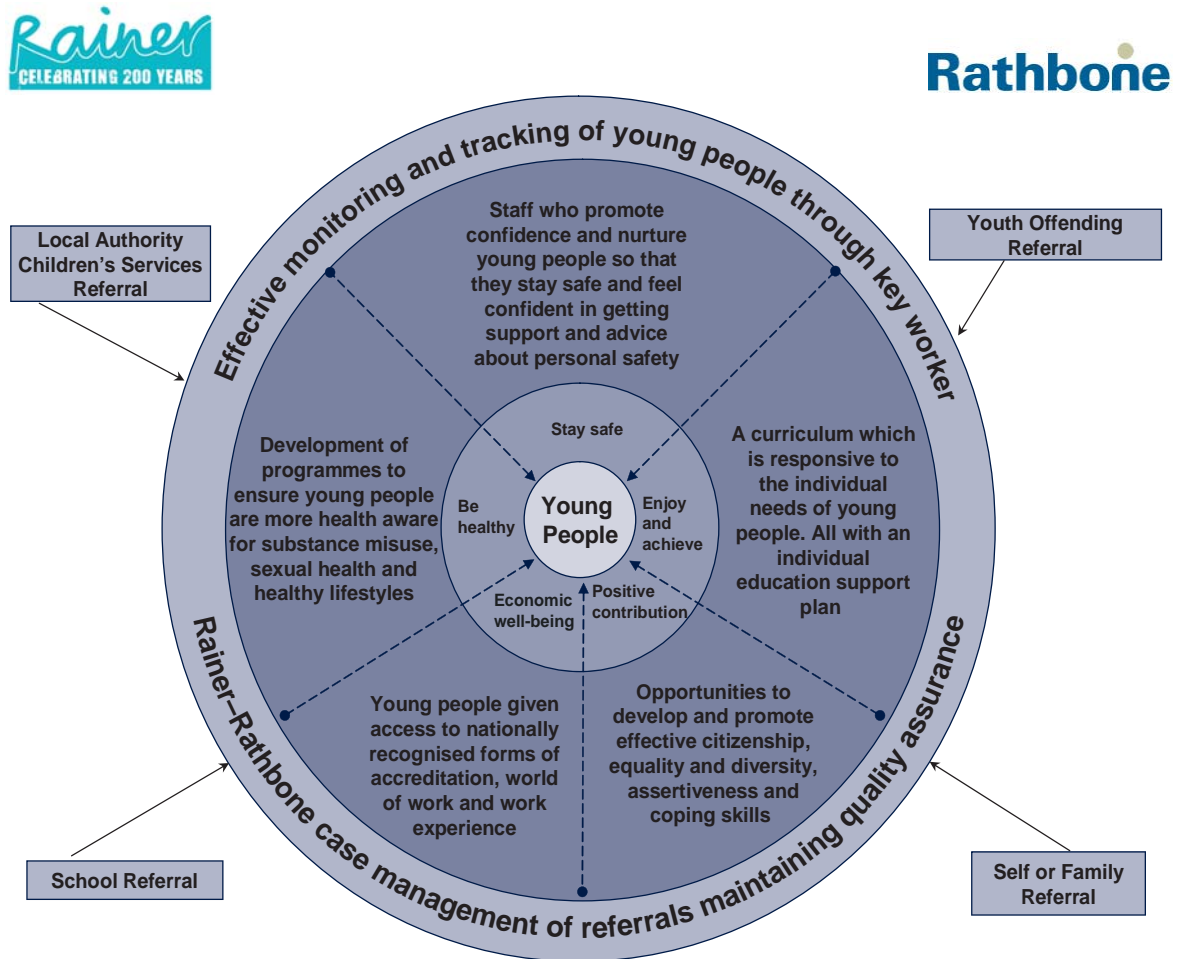 Rainer
CELEBRATING 200 YEARS
Rathbone
Effective monitoring and tracking of young people through key worker
Local Authority
Children's Services
Referral
Youth Offending
Referral
Staff who promote
confidence and nurture
young people so that
they stay safe and feel
confident in getting
support and advice
about personal safety
Development of
programmes to
ensure young people
are more health aware
for substance misuse,
sexual health and
healthy lifestyles
Stay safe
Be
healthy
Young
People
Enjoy
and
achieve
Economic
well-being
Positive
contribution
A curriculum which
is responsive to
the individual
needs of young
people. All with an
individual
education support
plan
Young people given
access to nationally
recognised forms of
accreditation, world
of work and work
experience
Opportunities to
develop and promote
effective citizenship,
equality and diversity,
assertiveness and
coping skills
Rainer–Rathbone case management of referrals maintaining quality assurance
School Referral
Self or Family
Referral